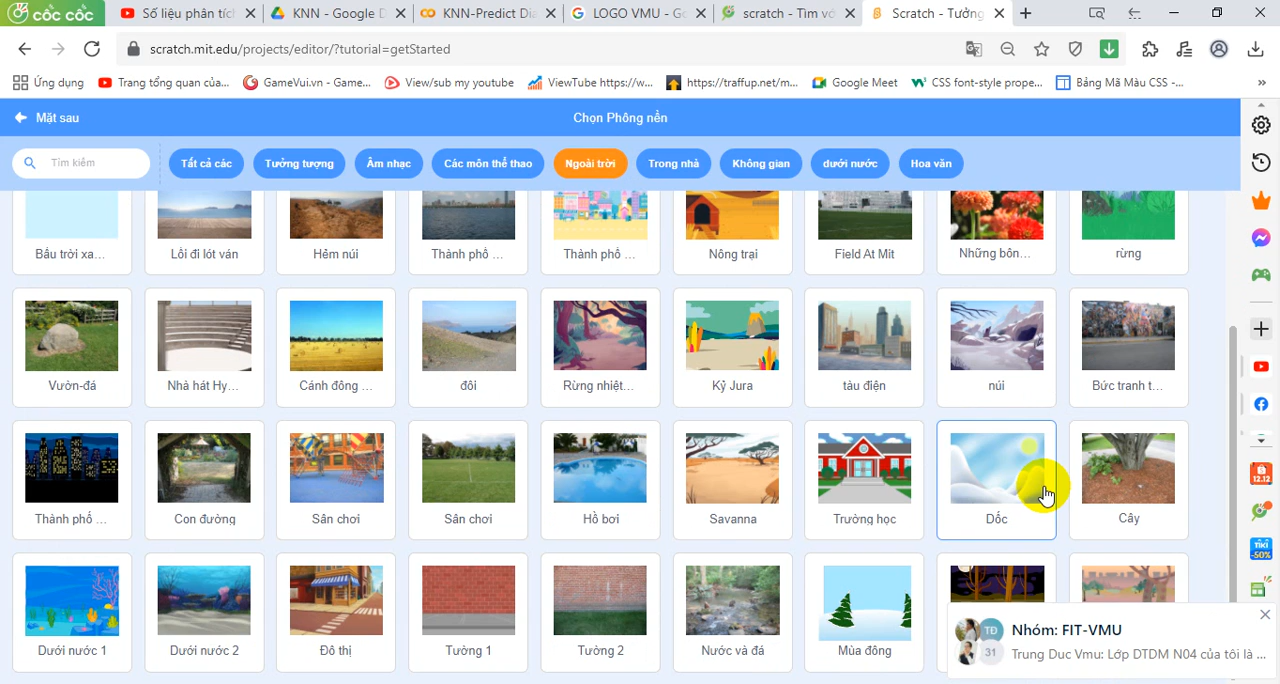 cốc cốc
Số liệu phân tích
KNN - Google D
KNN-Predict Dia
LOGO VMU - Go
scratch - Tìm vớ
Scratch - Tưởng
scratch.mit.edu/projects/editor/?tutorial=getStarted
Ứng dụng
Trang tổng quan của...
GameVui.vn - Game...
View/sub my youtube
ViewTube https://w...
https://traffup.net/m...
Google Meet
CSS font-style prope...
Bảng Mã Màu CSS -...
Mặt sau
Chọn Phông nền
Tìm kiếm
Tất cả các
Tưởng tượng
Âm nhạc
Các môn thể thao
Ngoài trời
Trong nhà
Không gian
dưới nước
Hoa văn
Bầu trời xa...
Lối đi lót ván
Hẻm núi
Thành phố ...
Thành phố ...
Nông trại
Field At Mit
Những bôn...
rừng
Vườn-đá
Nhà hát Hy...
Cánh đông ...
đồi
Rừng nhiệt...
Kỷ Jura
tàu điện
núi
Bức tranh t...
Thành phố ...
Con đường
Sân chơi
Sân chơi
Hồ bơi
Savanna
Trường học
Dốc
Cây
Dưới nước 1
Dưới nước 2
Đô thị
Tường 1
Tường 2
Nước và đá
Mùa đông
12.12
TIKI
-50%
TĐ
31
Nhóm: FIT-VMU
Trung Duc Vmu: Lớp DTDM N04 của tôi là ...